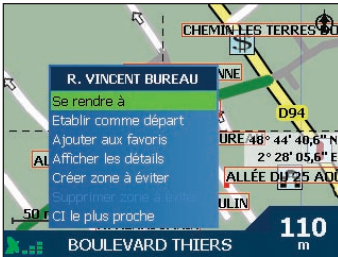 CHEMIN LES TERRES DO
R. VINCENT BUREAU
Se rendre à
Etablir comme départ
Ajouter aux favoris
Afficher les détails
Créer zone à éviter
Supprimer zone à éviter
CI le plus proche
NNE
D94
URE
48° 44' 40,6" N
2° 28' 05,6" E
AL
ALLÉE DU 25 AOÛ
ULIN
50
110
m
BOULEVARD THIERS